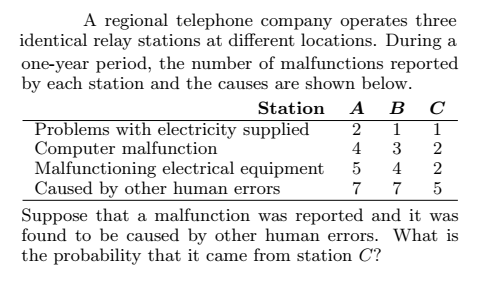 A regional telephone company operates three
identical relay stations at different locations. During a
one-year period, the number of malfunctions reported
by each station and the causes are shown below.
Station A B C
Problems with electricity supplied 2 1 1
Computer malfunction 4 3 2
Malfunctioning electrical equipment 5 4 2
Caused by other human errors 7 7 5
Suppose that a malfunction was reported and it was
found to be caused by other human errors. What is
the probability that it came from station C?